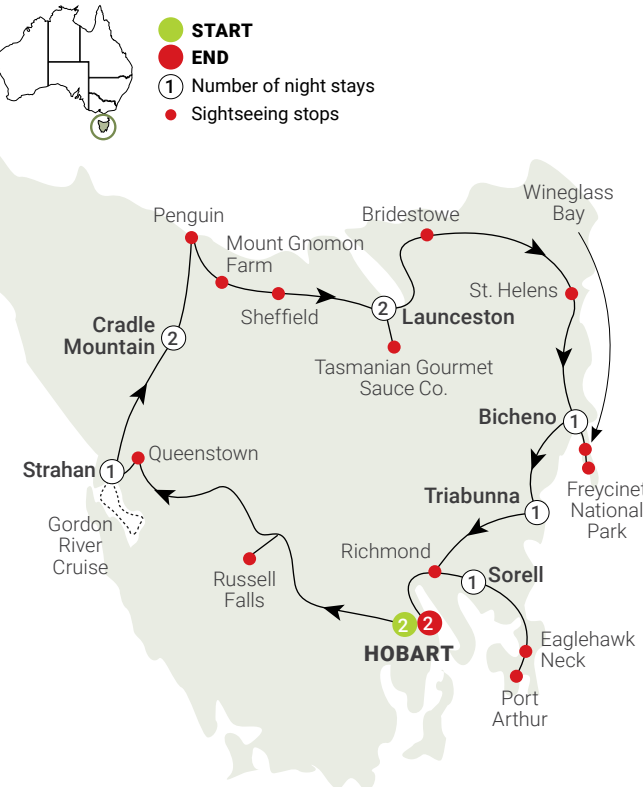 START
END
1 Number of night stays
Sightseeing stops
Wineglass
Bay
Penguin
Bridestowe
Mount Gnomon
Farm
St. Helens
Sheffield
2
Launceston
Cradle
Mountain
2
Tasmanian Gourmet
Sauce Co.
Bicheno
1
Queenstown
Strahan
1
Freycinet
National
Park
Triabunna
1
Gordon
River
Cruise
Richmond
Russell
Falls
1
Sorell
2
2
HOBART
Eaglehawk
Neck
Port
Arthur